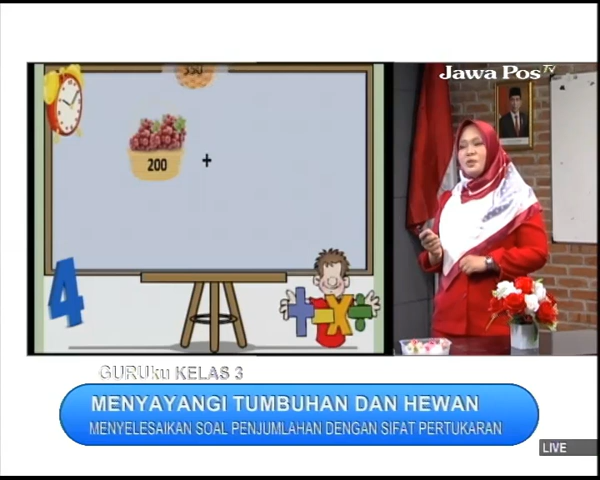 350
Jawa Pos TV
200 +
4
+ - x ÷
GURUku KELAS 3
MENYAYANGI TUMBUHAN DAN HEWAN
MENYELESAIKAN SOAL PENJUMLAHAN DENGAN SIFAT PERTUKARAN
LIVE